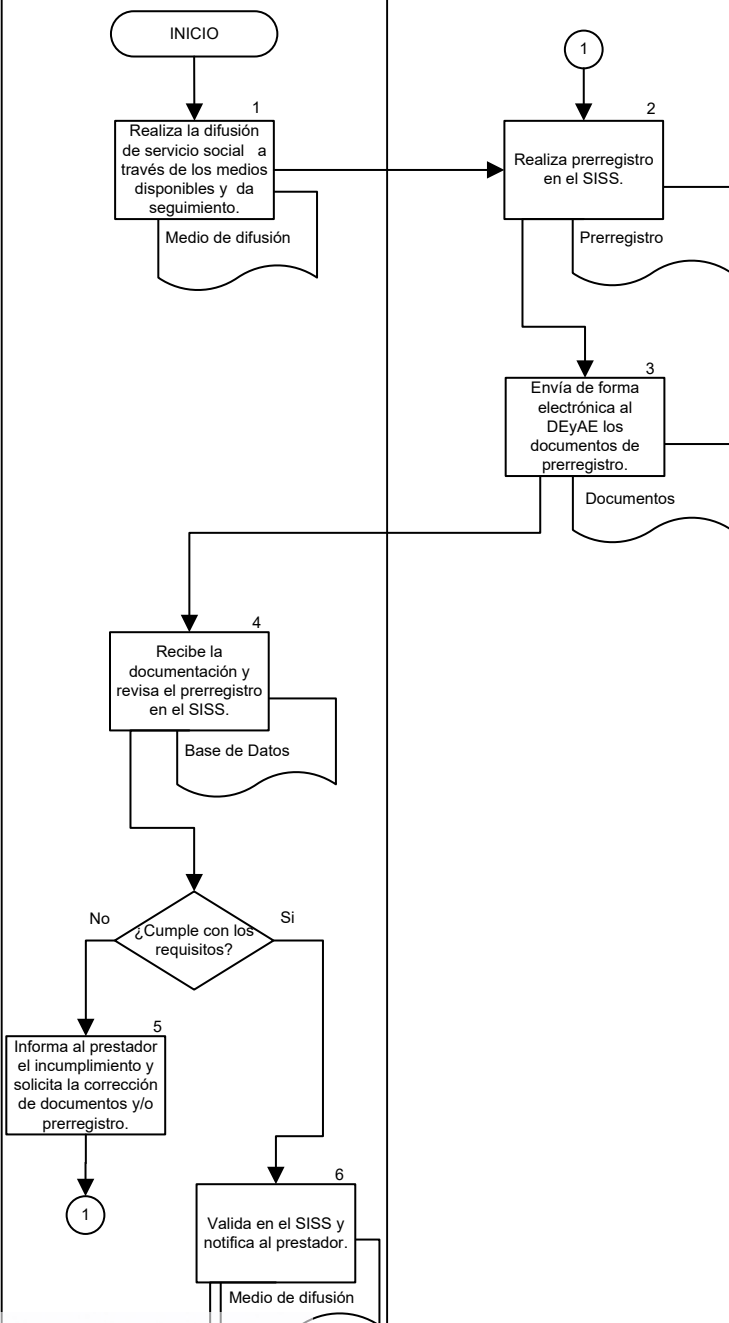 INICIO
1
1
Realiza la difusión
de servicio social a
través de los medios
disponibles y da
seguimiento.
Medio de difusión
2
Realiza prerregistro
en el SISS.
Prerregistro
3
Envía de forma
electrónica al
DEyAE los
documentos de
prerregistro.
Documentos
4
Recibe la
documentación y
revisa el prerregistro
en el SISS.
Base de Datos
No
¿Cumple con los
requisitos?
Si
5
Informa al prestador
el incumplimiento y
solicita la corrección
de documentos y/o
prerregistro.
1
6
Valida en el SISS y
notifica al prestador.
Medio de difusión